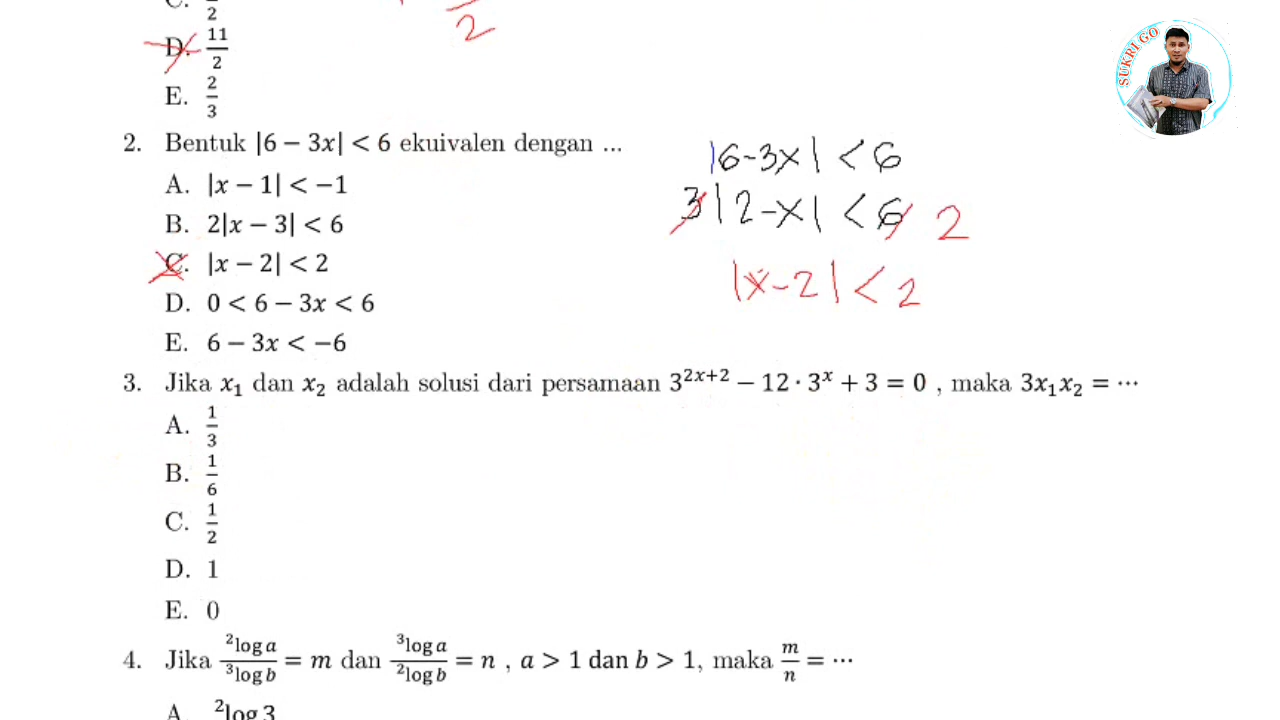 C. 2
2
D. 11/2
E. 2/3
2. Bentuk |6 − 3x| < 6 ekuivalen dengan ...
A. |x − 1| < −1
B. 2|x − 3| < 6
C. |x − 2| < 2
D. 0 < 6 − 3x < 6
E. 6 − 3x < −6
|6-3x| < 6
3|2-x| < 6 2
|x-2| < 2
3. Jika x₁ dan x₂ adalah solusi dari persamaan 3²ˣ⁺² − 12 · 3ˣ + 3 = 0 , maka 3x₁x₂ = ⋯
A. 1/3
B. 1/6
C. 1/2
D. 1
E. 0
4. Jika ²log a/³log b = m dan ³log a/²log b = n , a > 1 dan b > 1, maka m/n = ⋯
A. ²log 3
SUKRI GO